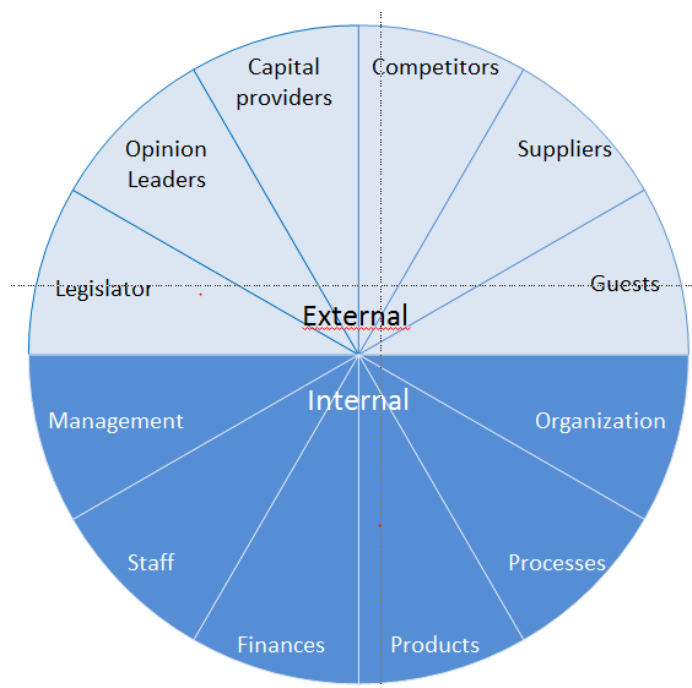 Capital
providers
Competitors
Opinion
Leaders
Suppliers
Legislator
Guests
External
Internal
Management
Organization
Staff
Processes
Finances
Products